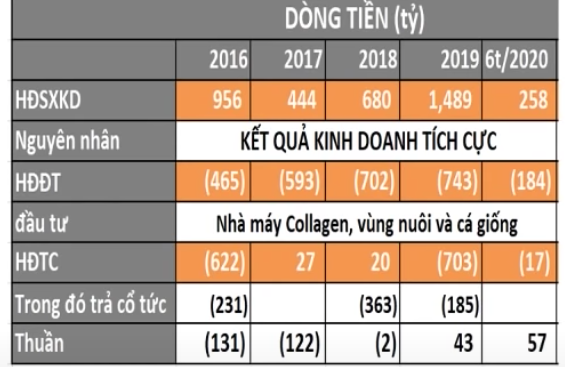 DÒNG TIỀN (tỷ)
2016 2017 2018 2019 6t/2020
HĐSXKD 956 444 680 1,489 258
Nguyên nhân KẾT QUẢ KINH DOANH TÍCH CỰC
HĐĐT (465) (593) (702) (743) (184)
đầu tư Nhà máy Collagen, vùng nuôi và cá giống
HĐTC (622) 27 20 (703) (17)
Trong đó trả cổ tức (231) (363) (185)
Thuần (131) (122) (2) 43 57